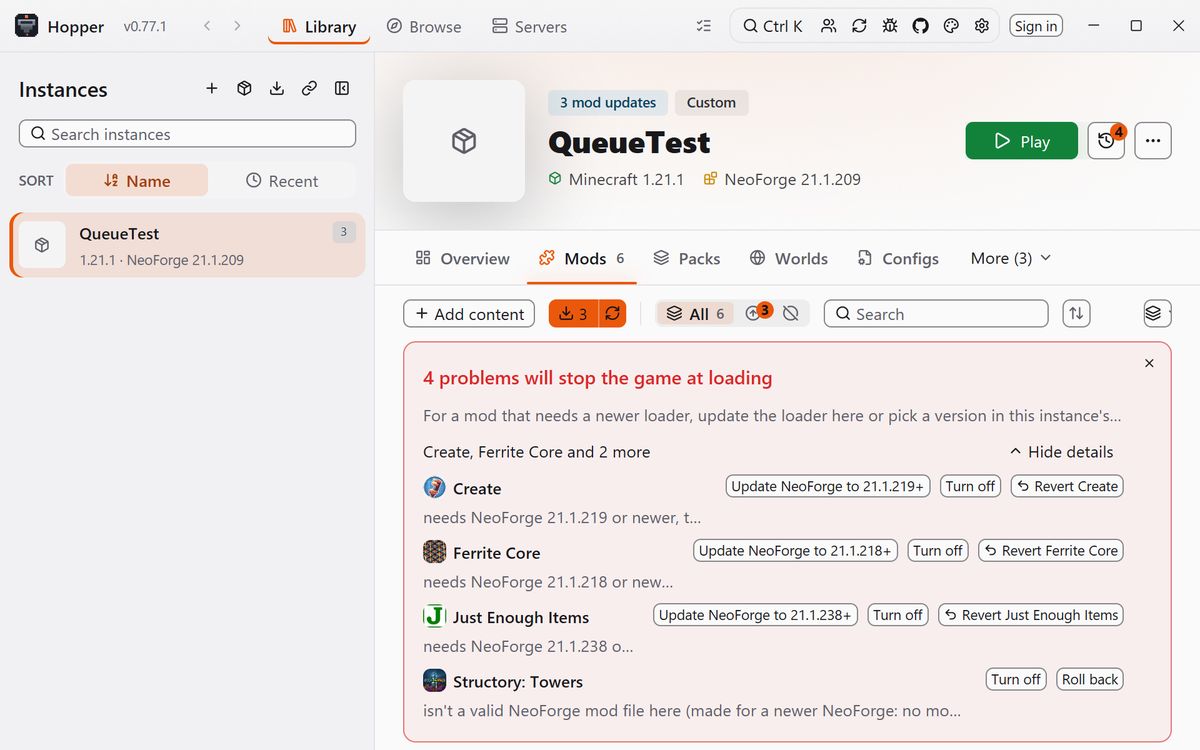 Hopper v0.77.1 Library Browse Servers Ctrl K Sign in
Instances
Search instances
SORT Name Recent
QueueTest 3
1.21.1 · NeoForge 21.1.209
3 mod updates Custom
QueueTest
Minecraft 1.21.1 NeoForge 21.1.209
Play 4
Overview Mods 6 Packs Worlds Configs More (3)
Add content 3 All 6 3 Search
4 problems will stop the game at loading
For a mod that needs a newer loader, update the loader here or pick a version in this instance's...
Create, Ferrite Core and 2 more Hide details
Create Update NeoForge to 21.1.219+ Turn off Revert Create
needs NeoForge 21.1.219 or newer, t...
Ferrite Core Update NeoForge to 21.1.218+ Turn off Revert Ferrite Core
needs NeoForge 21.1.218 or new...
Just Enough Items Update NeoForge to 21.1.238+ Turn off Revert Just Enough Items
needs NeoForge 21.1.238 o...
Structory: Towers Turn off Roll back
isn't a valid NeoForge mod file here (made for a newer NeoForge: no mo...